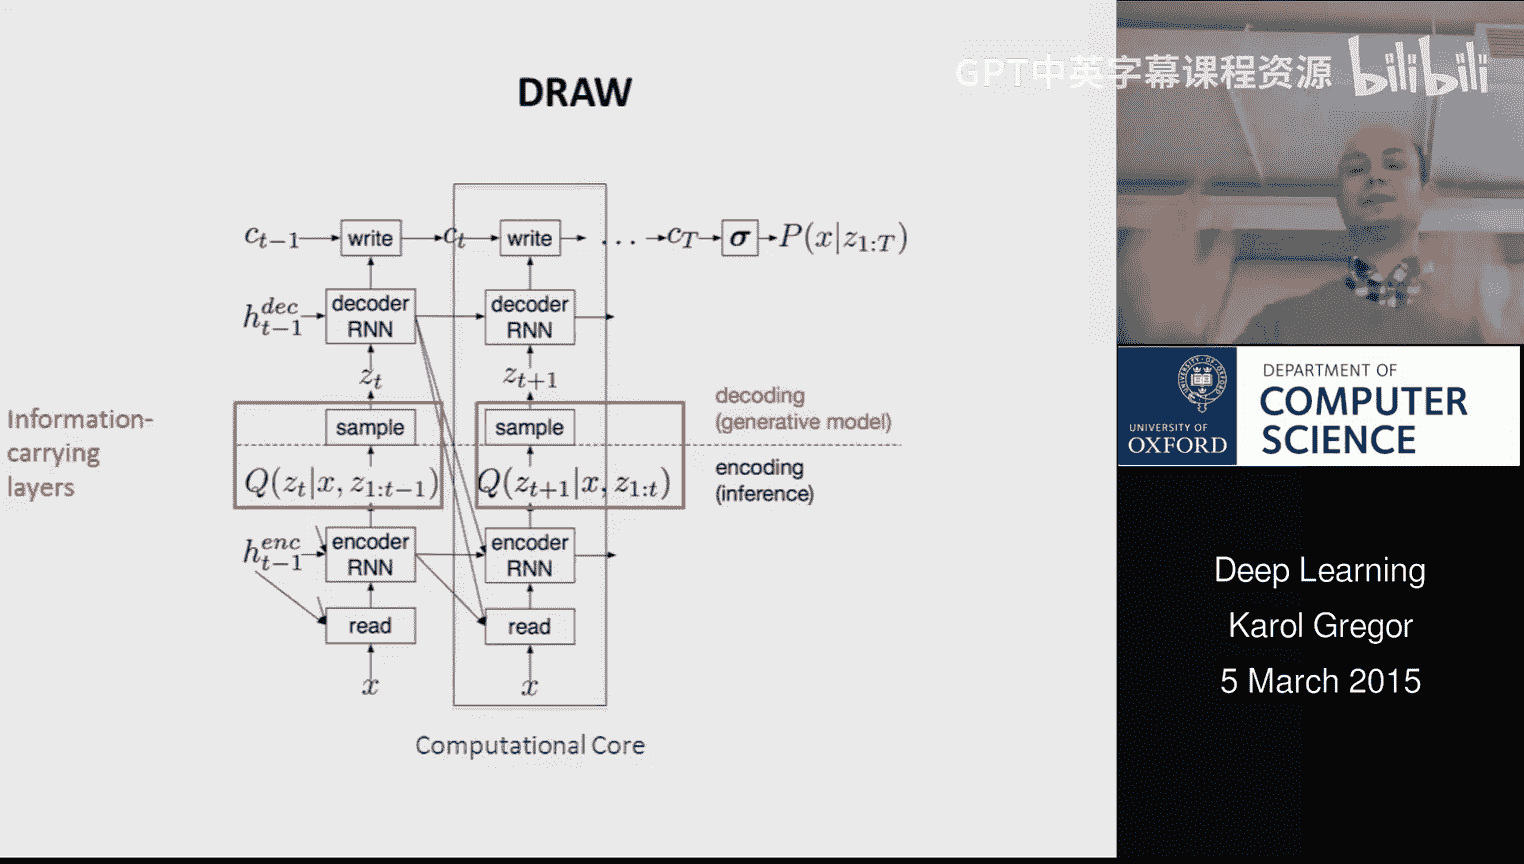 DRAW
GPT中英字幕课程资源 bilibili
c_{t-1} write c_t write ... c_T σ P(x|z_{1:T})
h_{t-1}^{dec} decoder RNN decoder RNN
z_t z_{t+1}
Information-carrying layers
sample sample
decoding
(generative model)
Q(z_t|x, z_{1:t-1}) Q(z_{t+1}|x, z_{1:t})
encoding
(inference)
h_{t-1}^{enc} encoder RNN encoder RNN
read read
x x
Computational Core
UNIVERSITY OF
OXFORD
DEPARTMENT OF
COMPUTER
SCIENCE
Deep Learning
Karol Gregor
5 March 2015